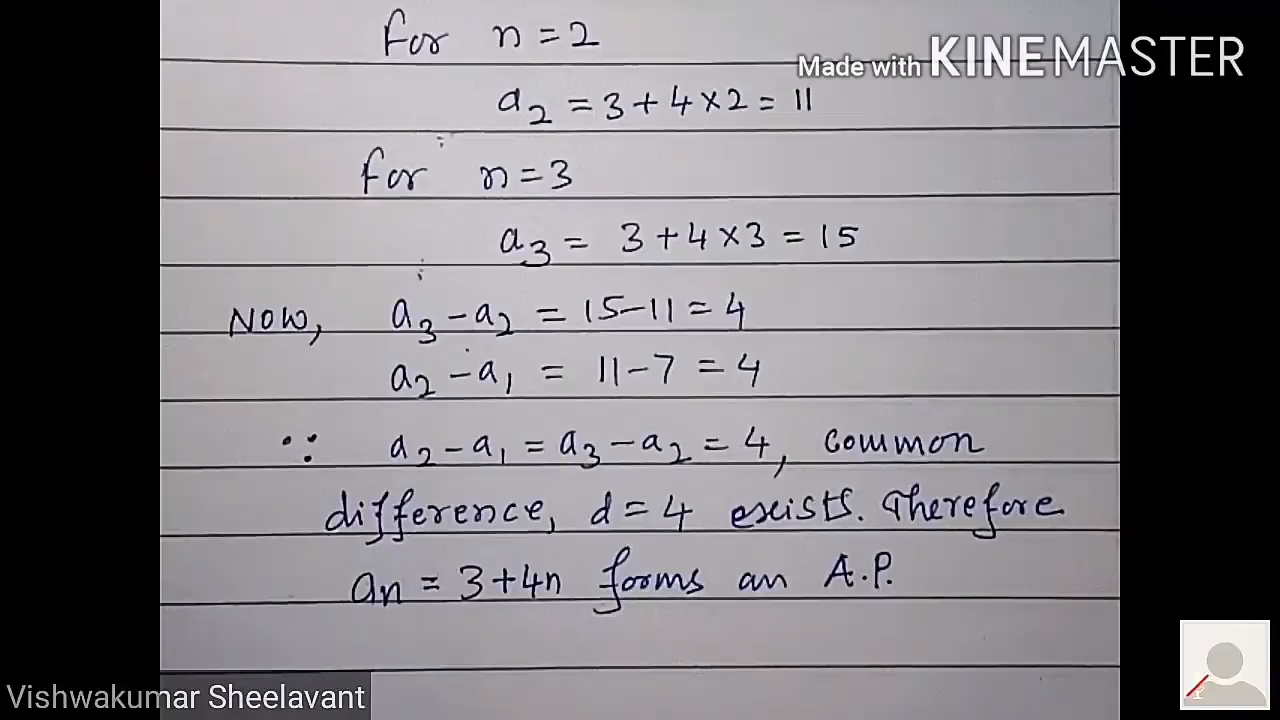 For n = 2
Made with KINEMASTER
a₂ = 3 + 4 × 2 = 11
for n = 3
a₃ = 3 + 4 × 3 = 15
Now, a₃ - a₂ = 15 - 11 = 4
a₂ - a₁ = 11 - 7 = 4
∵ a₂ - a₁ = a₃ - a₂ = 4, common
difference, d = 4 exists. Therefore
an = 3 + 4n forms an A.P.
Vishwakumar Sheelavant